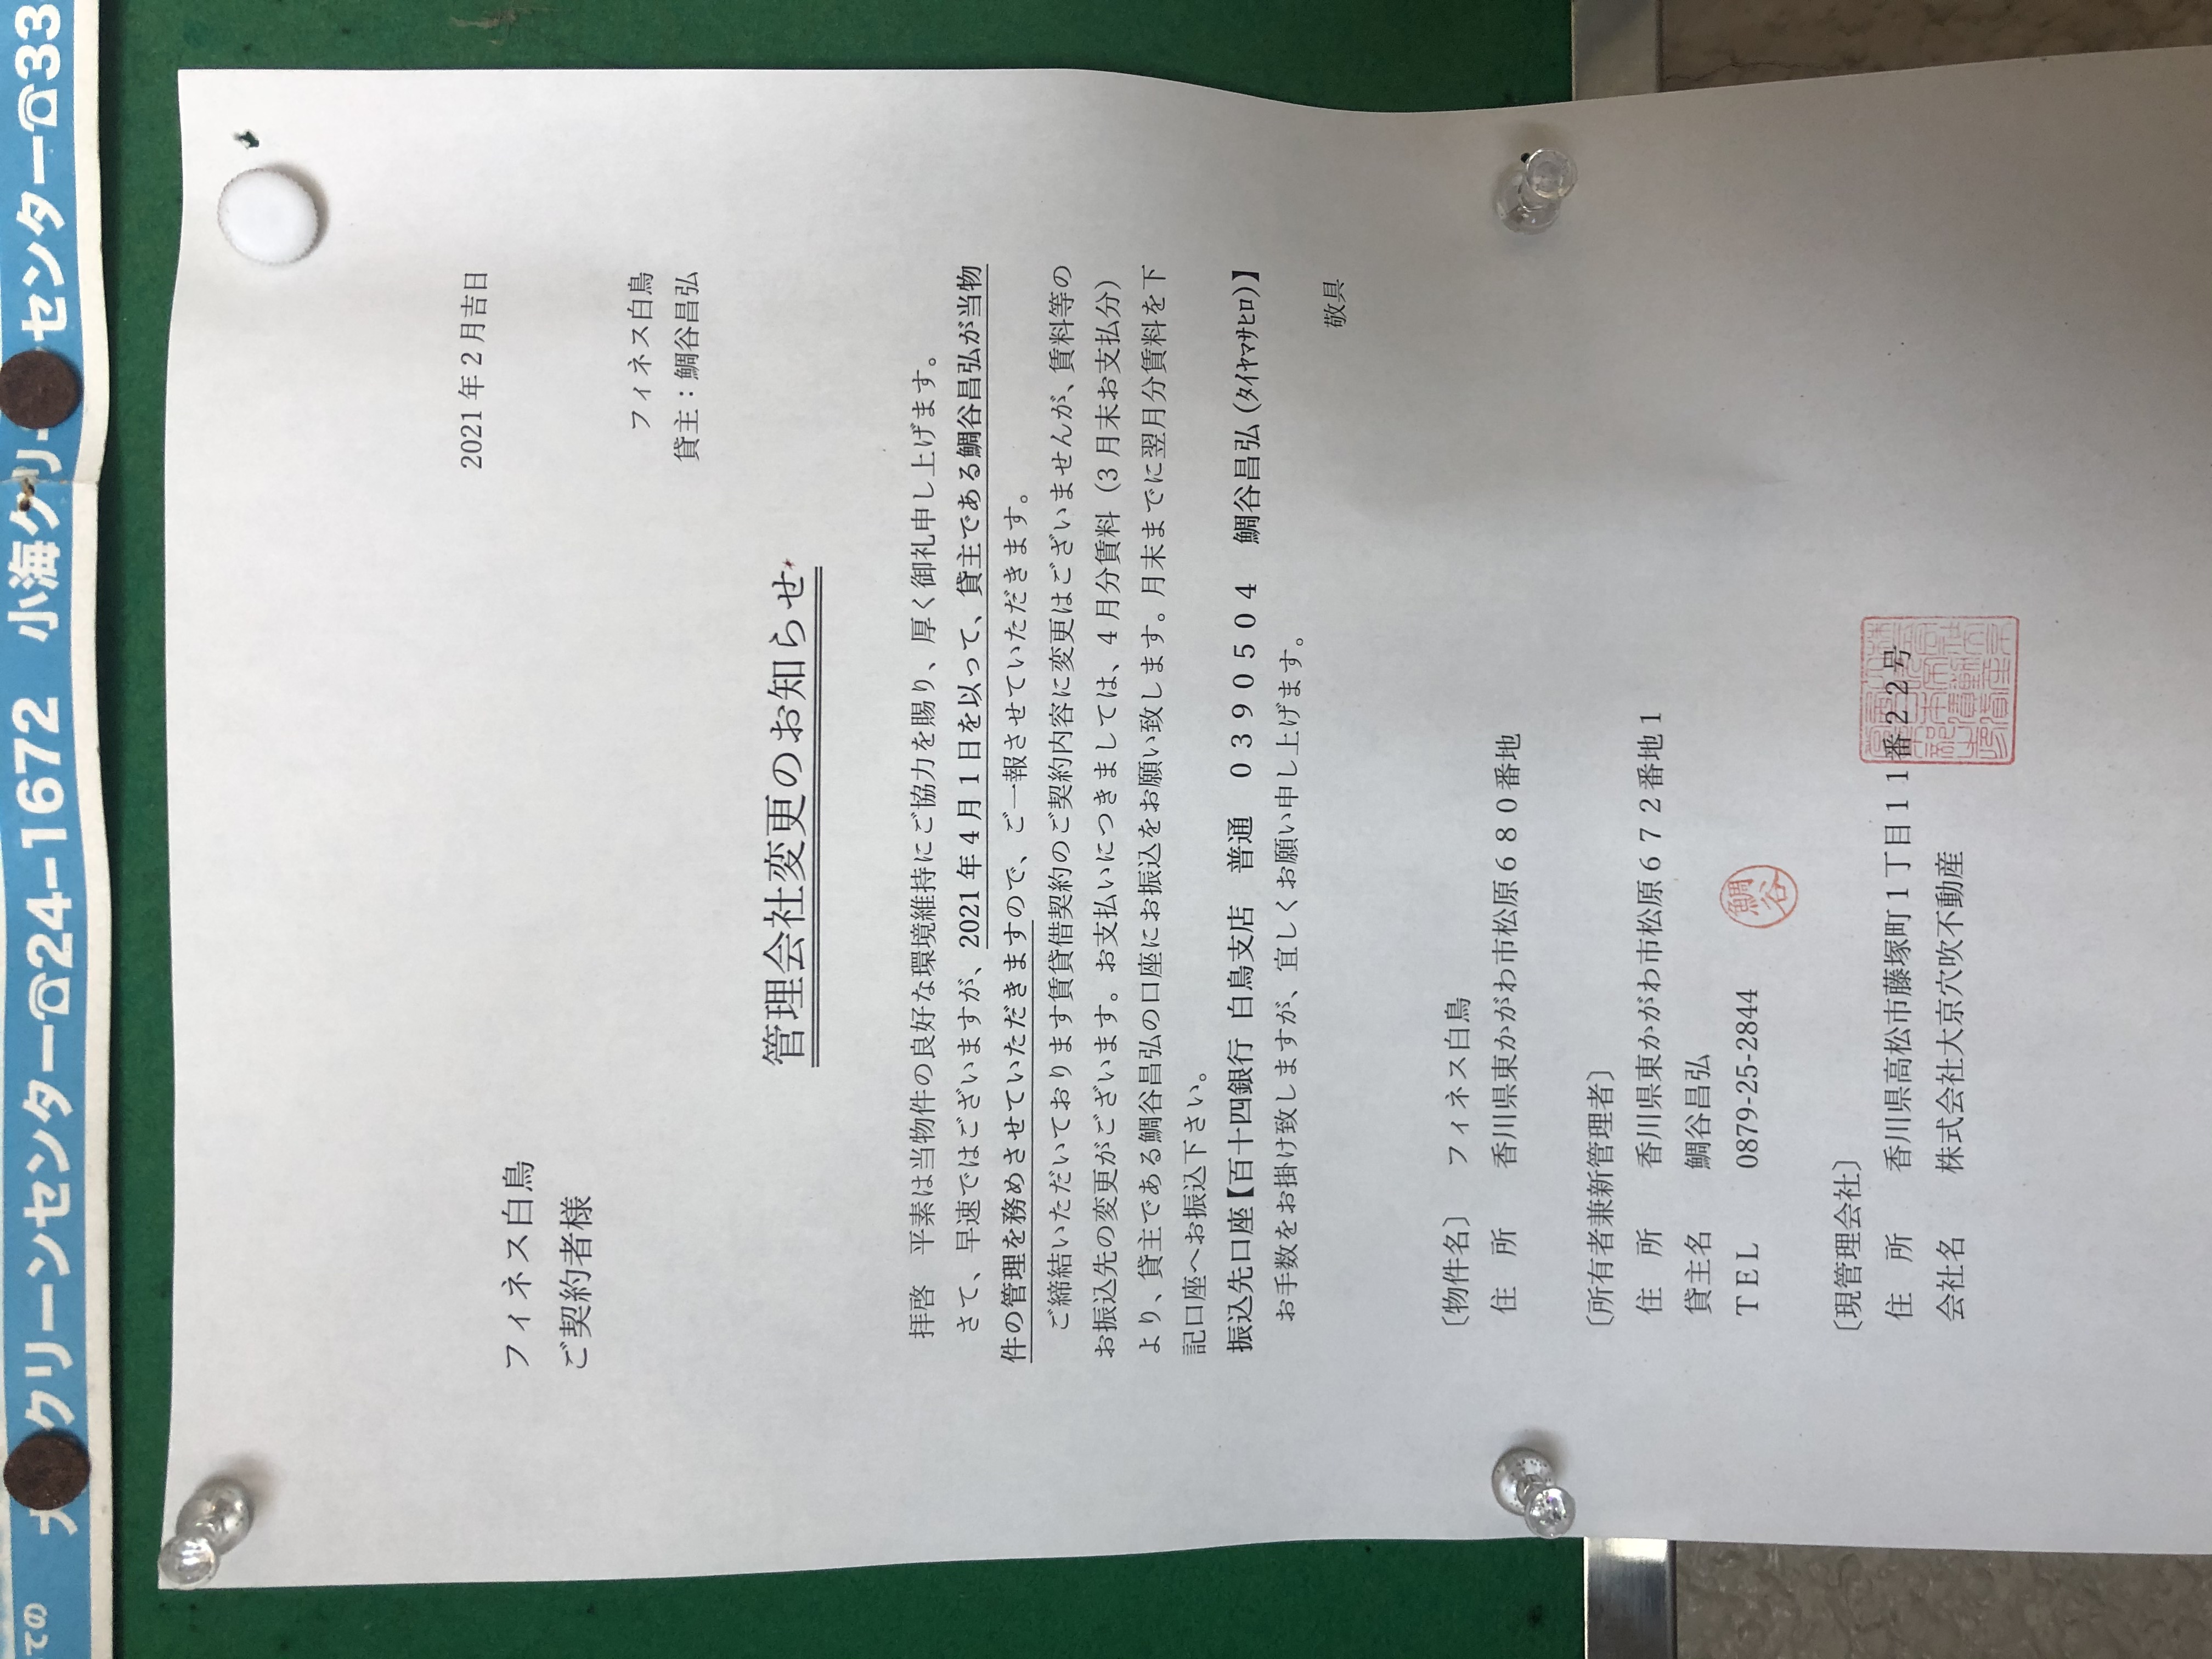 2021年2月吉日
フィネス白鳥
ご契約者様
フィネス白鳥
貸主：鯛谷昌弘
管理会社変更のお知らせ
拝啓　平素は当物件の良好な環境維持にご協力を賜り、厚く御礼申し上げます。
さて、早速ではございますが、2021年4月1日を以って、貸主である鯛谷昌弘が当物
件の管理を務めさせていただきますので、ご一報させていただきます。
ご締結いただいております賃貸借契約のご契約内容に変更はございませんが、賃料等の
お振込先の変更がございます。お支払いにつきましては、4月分賃料（3月末お支払分）
より、貸主である鯛谷昌弘の口座にお振込をお願い致します。月末までに翌月分賃料を下
記口座へお振込下さい。
振込先口座【百十四銀行 白鳥支店　普通　０３９０５０４　鯛谷昌弘（ﾀｲﾔﾏｻﾋﾛ）】
お手数をお掛け致しますが、宜しくお願い申し上げます。
敬具
〔物件名〕　フィネス白鳥
住　所　香川県東かがわ市松原６８０番地
〔所有者兼新管理者〕
住　所　香川県東かがわ市松原６７２番地１
貸主名　鯛谷昌弘
ＴＥＬ　0879-25-2844
鯛谷
〔現管理会社〕
住　所　香川県高松市藤塚町１丁目１１番２２号
会社名　株式会社大京穴吹不動産
ての
クリーンセンター☎24-1672　小海クリーンセンター☎33